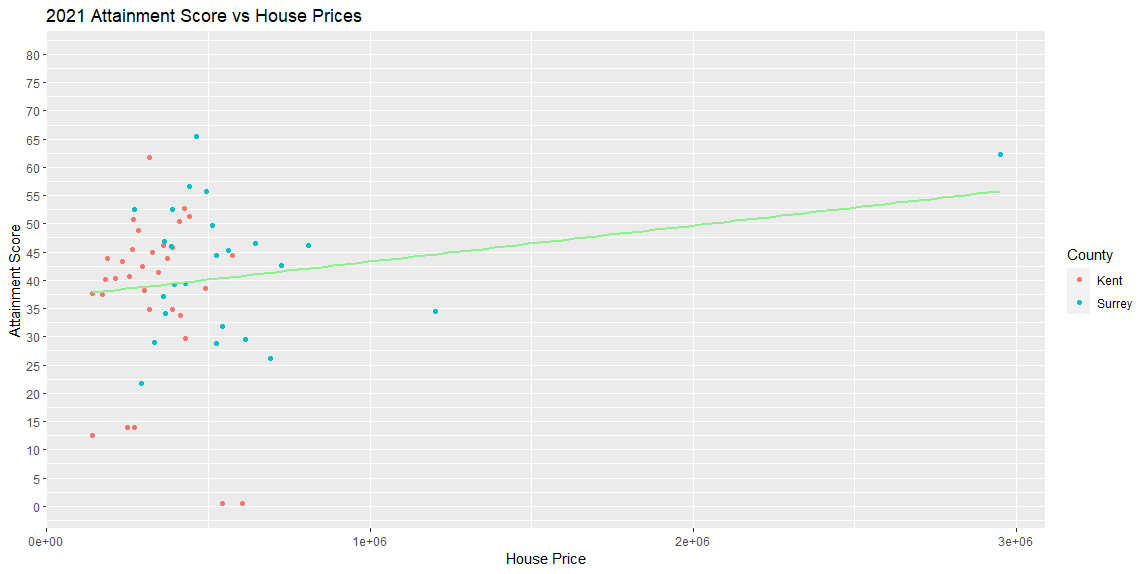 2021 Attainment Score vs House Prices
Attainment Score
80
75
70
65
60
55
50
45
40
35
30
25
20
15
10
5
0
0e+00 1e+06 2e+06 3e+06
House Price
County
Kent
Surrey